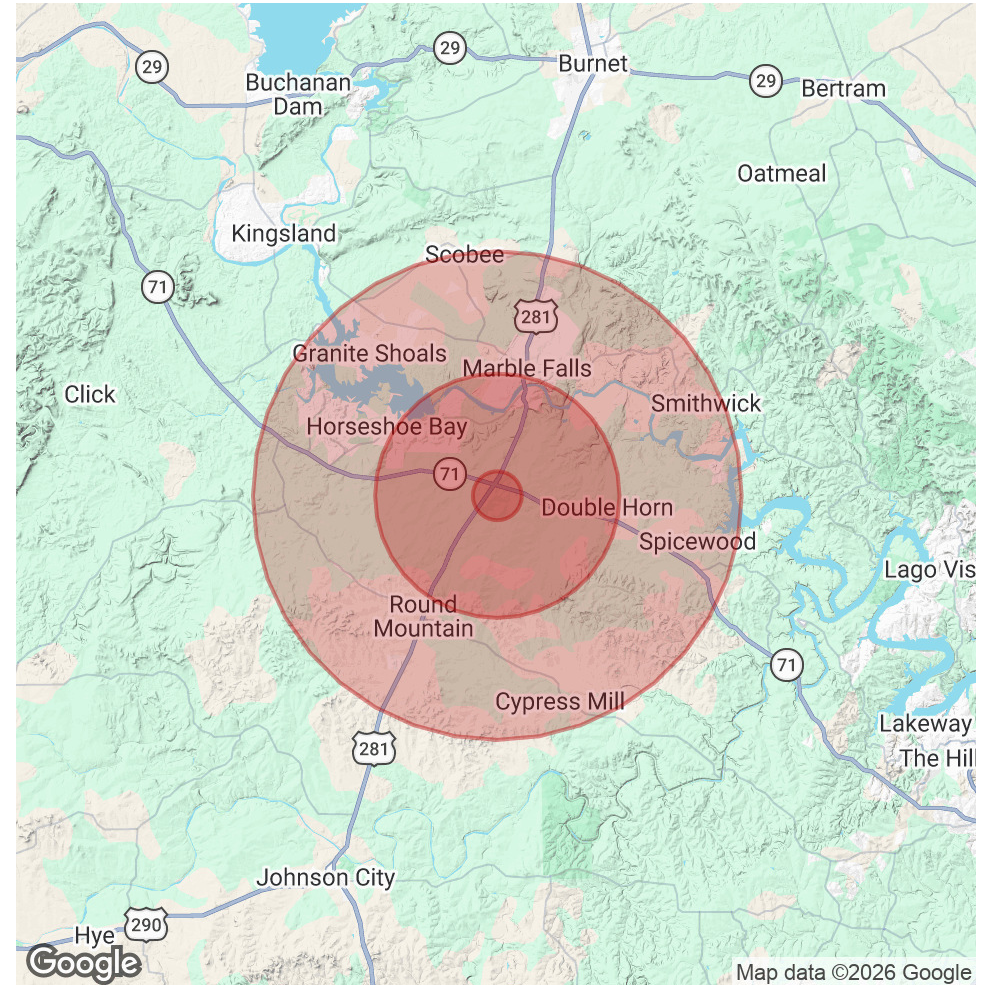 29
29
Burnet
29
Buchanan
Dam
Bertram
Oatmeal
Kingsland
Scobee
71
281
Granite Shoals
Marble Falls
Click
Smithwick
Horseshoe Bay
71
Double Horn
Spicewood
Lago Vis
Round
Mountain
71
Cypress Mill
Lakeway
281
The Hill
Johnson City
290
Hye
Google
Map data ©2026 Google